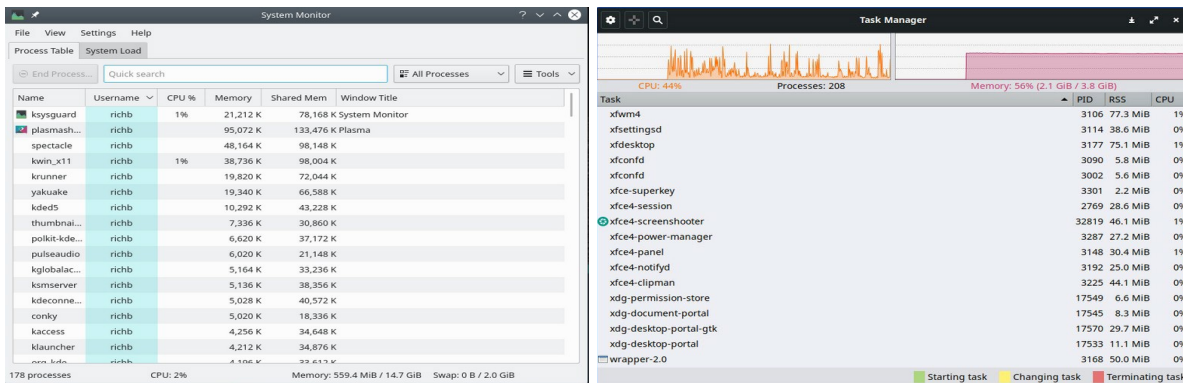 System Monitor
File View Settings Help
Process Table System Load
End Process... Quick search All Processes Tools
Name Username CPU % Memory Shared Mem Window Title
ksysguard richb 1% 21,212 K 78,168 K System Monitor
plasmash... richb 95,072 K 133,476 K Plasma
spectacle richb 48,164 K 98,148 K
kwin_x11 richb 1% 38,736 K 98,004 K
krunner richb 19,820 K 72,044 K
yakuake richb 19,340 K 66,588 K
kded5 richb 10,292 K 43,228 K
thumbnai... richb 7,336 K 30,860 K
polkit-kde... richb 6,620 K 37,172 K
pulseaudio richb 6,020 K 21,148 K
kglobalac... richb 5,164 K 33,236 K
ksmserver richb 5,136 K 38,356 K
kdeconne... richb 5,028 K 40,572 K
conky richb 5,020 K 18,336 K
kaccess richb 4,256 K 34,648 K
klauncher richb 4,212 K 34,876 K
org.kde... richb 4,196 K 33,612 K
178 processes CPU: 2% Memory: 559.4 MiB / 14.7 GiB Swap: 0 B / 2.0 GiB
Task Manager
CPU: 44% Processes: 208 Memory: 56% (2.1 GiB / 3.8 GiB)
Task PID RSS CPU
xfwm4 3106 77.3 MiB 1%
xfsettingsd 3114 38.6 MiB 0%
xfdesktop 3177 75.1 MiB 1%
xfconfd 3090 5.8 MiB 0%
xfconfd 3002 5.6 MiB 0%
xfce-superkey 3301 2.2 MiB 0%
xfce4-session 2769 28.6 MiB 0%
xfce4-screenshooter 32819 46.1 MiB 1%
xfce4-power-manager 3287 27.2 MiB 0%
xfce4-panel 3148 30.4 MiB 1%
xfce4-notifyd 3192 25.0 MiB 0%
xfce4-clipman 3225 44.1 MiB 0%
xdg-permission-store 17549 6.6 MiB 0%
xdg-document-portal 17545 8.3 MiB 0%
xdg-desktop-portal-gtk 17570 29.7 MiB 0%
xdg-desktop-portal 17533 11.1 MiB 0%
wrapper-2.0 3168 50.0 MiB 0%
Starting task Changing task Terminating task